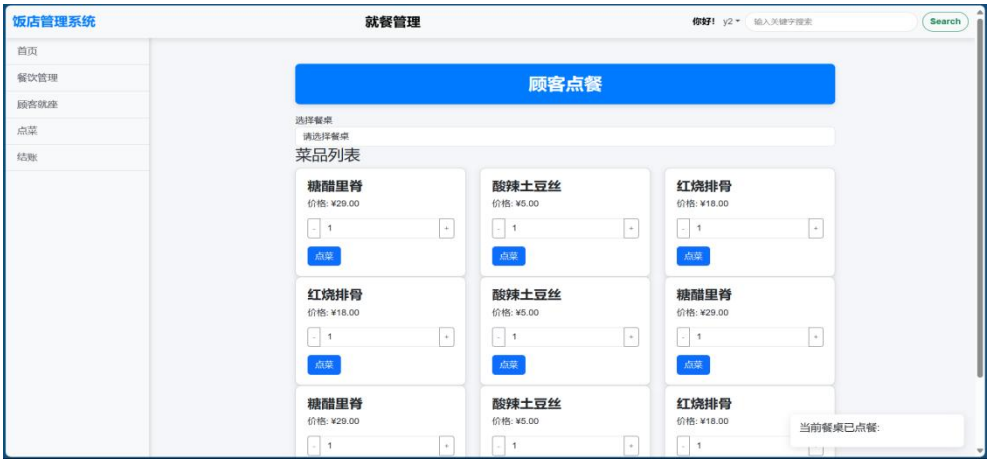 饭店管理系统 就餐管理 你好! y2 输入关键字搜索 Search
首页
餐饮管理
顾客就座
点菜
结账
顾客点餐
选择餐桌
请选择餐桌
菜品列表
糖醋里脊 酸辣土豆丝 红烧排骨
价格: ¥29.00 价格: ¥5.00 价格: ¥18.00
- 1 + - 1 + - 1 +
点菜 点菜 点菜
红烧排骨 酸辣土豆丝 糖醋里脊
价格: ¥18.00 价格: ¥5.00 价格: ¥29.00
- 1 + - 1 + - 1 +
点菜 点菜 点菜
糖醋里脊 酸辣土豆丝 红烧排骨
价格: ¥29.00 价格: ¥5.00 价格: ¥18.00
- 1 + - 1 + - 1
当前餐桌已点餐: